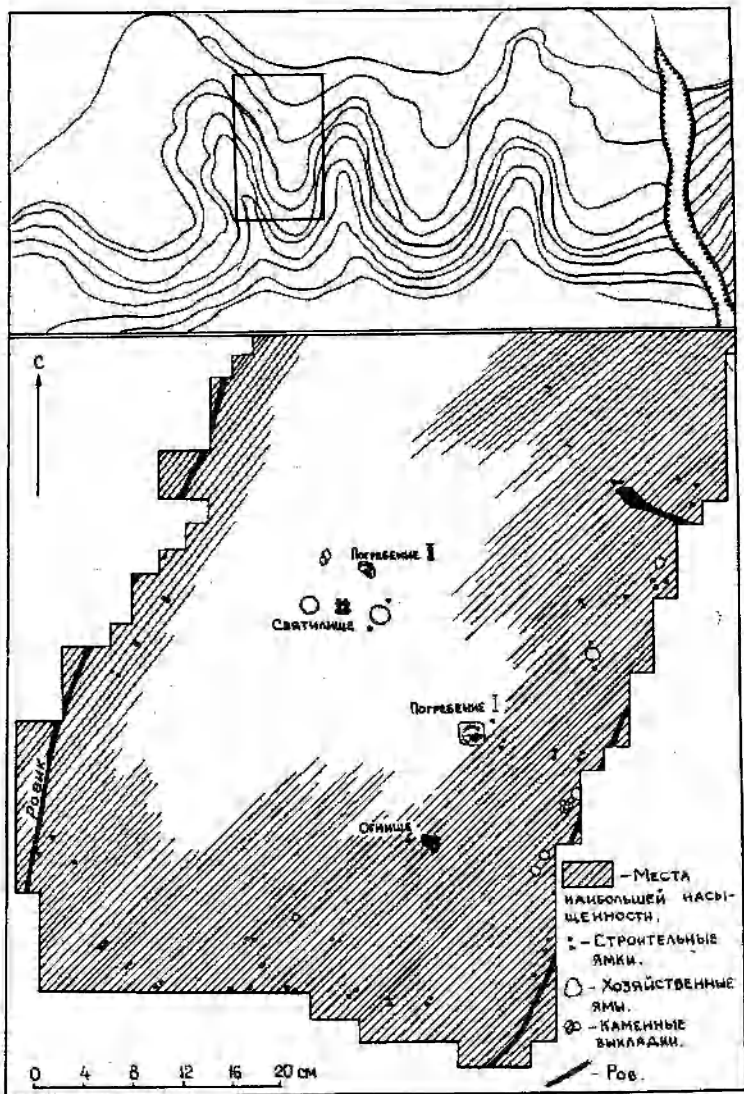 С
Погребение II
Святилище
Погребение I
Ровик
Огнище
– Места
наибольшей насы-
щенности.
– Строительные
ямки.
– Хозяйственные
ямы.
– Каменные
выкладки.
– Ров.
0 4 8 12 16 20 см